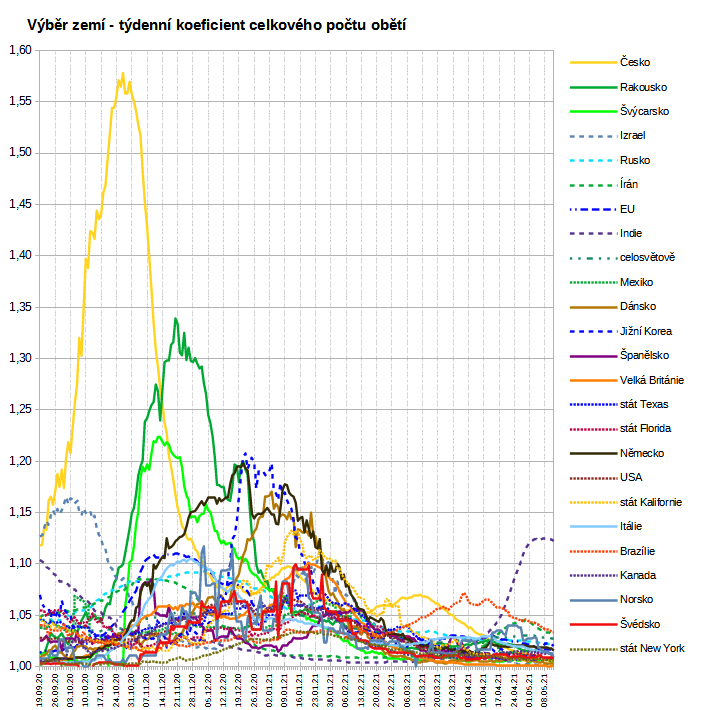 Výběr zemí - týdenní koeficient celkového počtu obětí
1,60
1,55
1,50
1,45
1,40
1,35
1,30
1,25
1,20
1,15
1,10
1,05
1,00
Česko
Rakousko
Švýcarsko
Izrael
Rusko
Írán
EU
Indie
celosvětově
Mexiko
Dánsko
Jižní Korea
Španělsko
Velká Británie
stát Texas
stát Florida
Německo
USA
stát Kalifornie
Itálie
Brazílie
Kanada
Norsko
Švédsko
stát New York
19.09.20
26.09.20
03.10.20
10.10.20
17.10.20
24.10.20
31.10.20
07.11.20
14.11.20
21.11.20
28.11.20
05.12.20
12.12.20
19.12.20
26.12.20
02.01.21
09.01.21
16.01.21
23.01.21
30.01.21
06.02.21
13.02.21
20.02.21
27.02.21
06.03.21
13.03.21
20.03.21
27.03.21
03.04.21
10.04.21
17.04.21
24.04.21
01.05.21
08.05.21